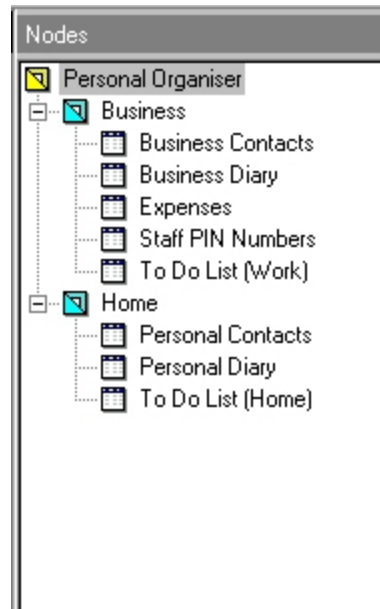 Nodes
Personal Organiser
Business
Business Contacts
Business Diary
Expenses
Staff PIN Numbers
To Do List (Work)
Home
Personal Contacts
Personal Diary
To Do List (Home)